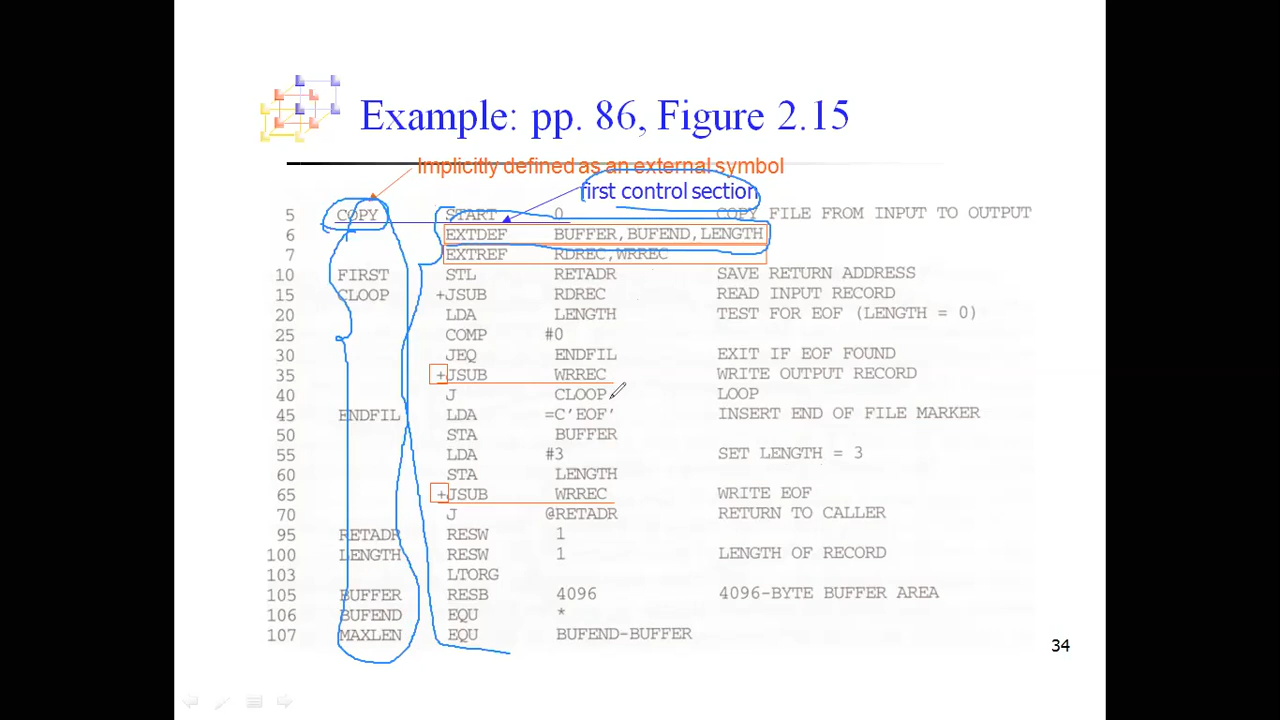 Example: pp. 86, Figure 2.15
Implicitly defined as an external symbol
first control section
5 COPY START 0 COPY FILE FROM INPUT TO OUTPUT
6 EXTDEF BUFFER,BUFEND,LENGTH
7 EXTREF RDREC,WRREC
10 FIRST STL RETADR SAVE RETURN ADDRESS
15 CLOOP +JSUB RDREC READ INPUT RECORD
20 LDA LENGTH TEST FOR EOF (LENGTH = 0)
25 COMP #0
30 JEQ ENDFIL EXIT IF EOF FOUND
35 +JSUB WRREC WRITE OUTPUT RECORD
40 J CLOOP LOOP
45 ENDFIL LDA =C'EOF' INSERT END OF FILE MARKER
50 STA BUFFER
55 LDA #3 SET LENGTH = 3
60 STA LENGTH
65 +JSUB WRREC WRITE EOF
70 J @RETADR RETURN TO CALLER
95 RETADR RESW 1
100 LENGTH RESW 1 LENGTH OF RECORD
103 LTORG
105 BUFFER RESB 4096 4096-BYTE BUFFER AREA
106 BUFEND EQU *
107 MAXLEN EQU BUFEND-BUFFER
34